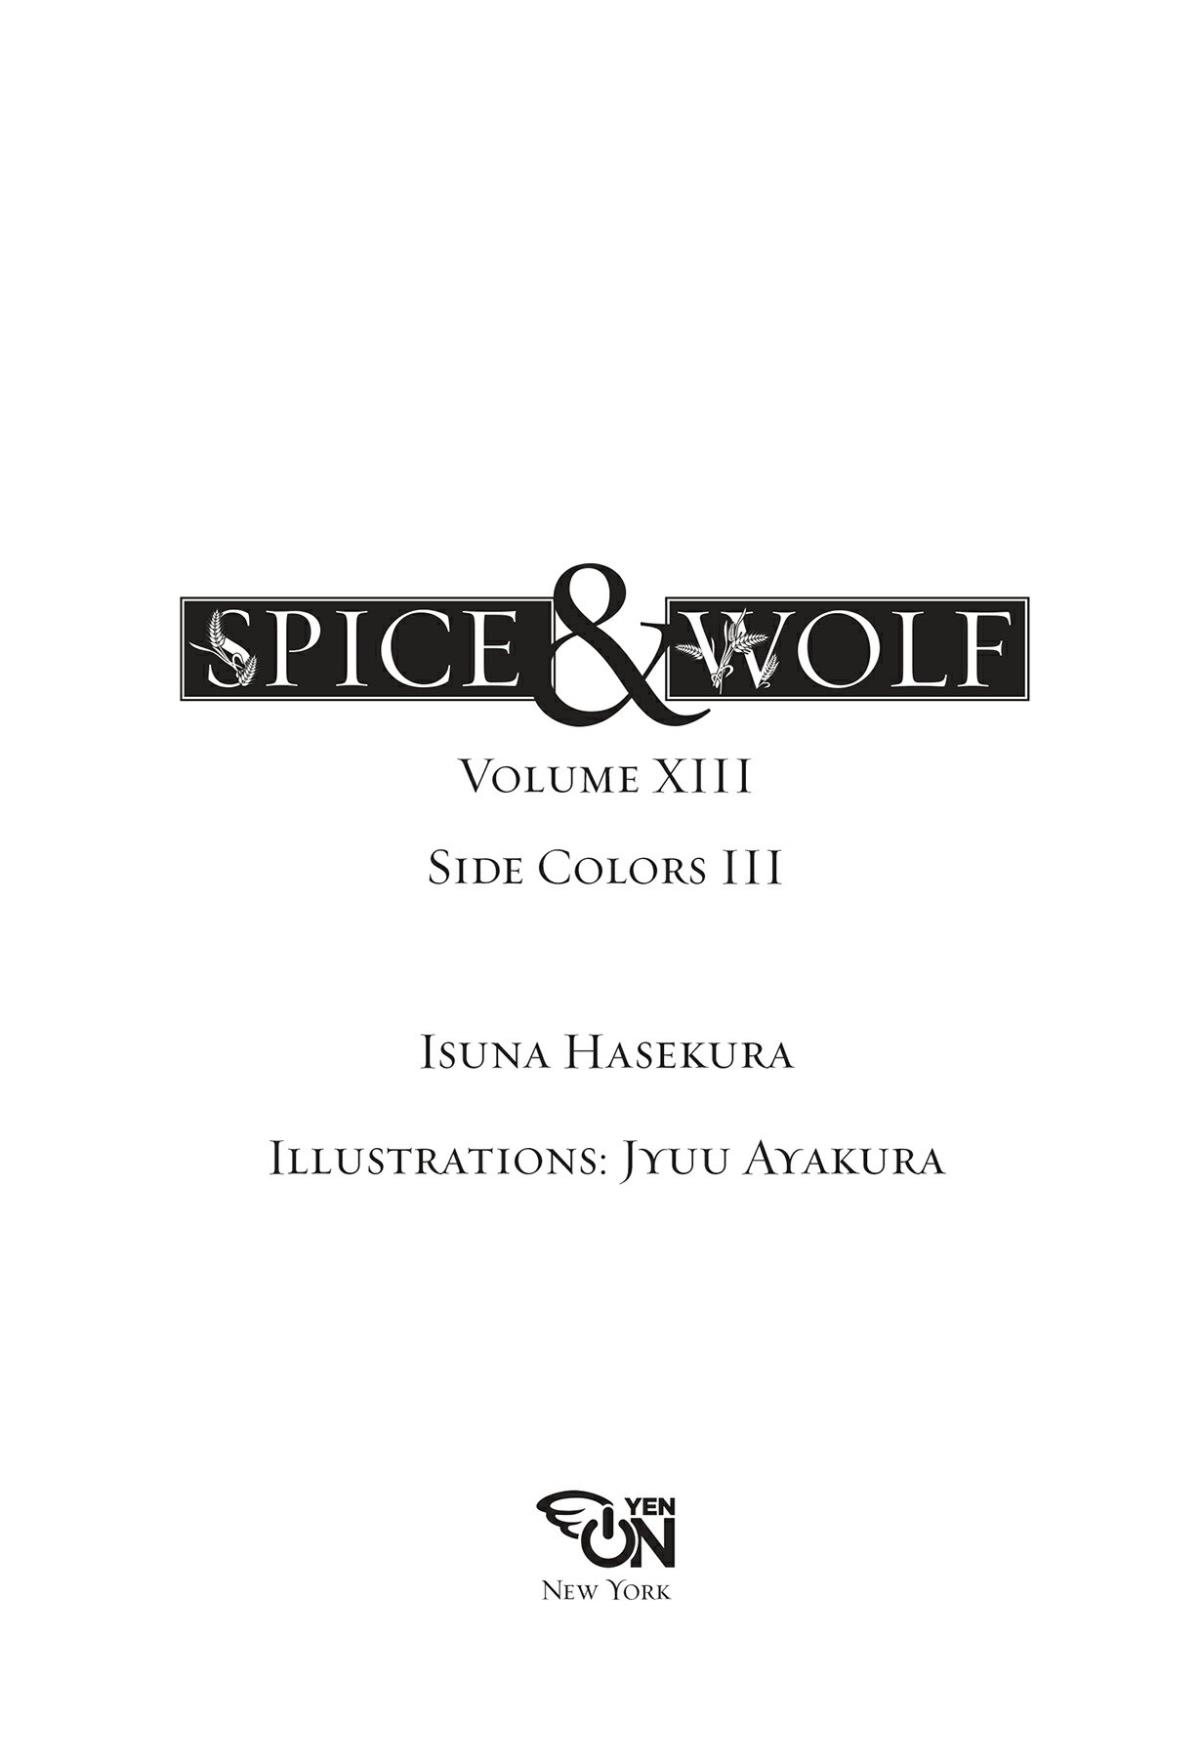 SPICE & WOLF
VOLUME XIII
SIDE COLORS III
ISUNA HASEKURA
ILLUSTRATIONS: JYUU AYAKURA
YEN
ON
NEW YORK